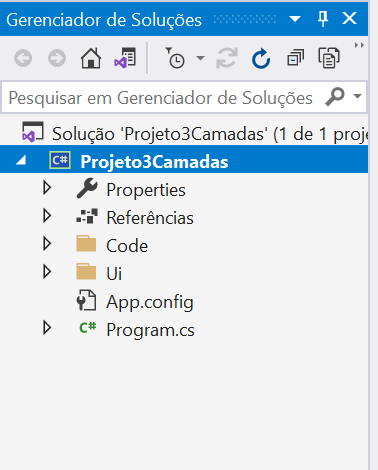 Gerenciador de Soluções
Pesquisar em Gerenciador de Soluções
Solução 'Projeto3Camadas' (1 de 1 proje
C# Projeto3Camadas
Properties
Referências
Code
Ui
App.config
C# Program.cs